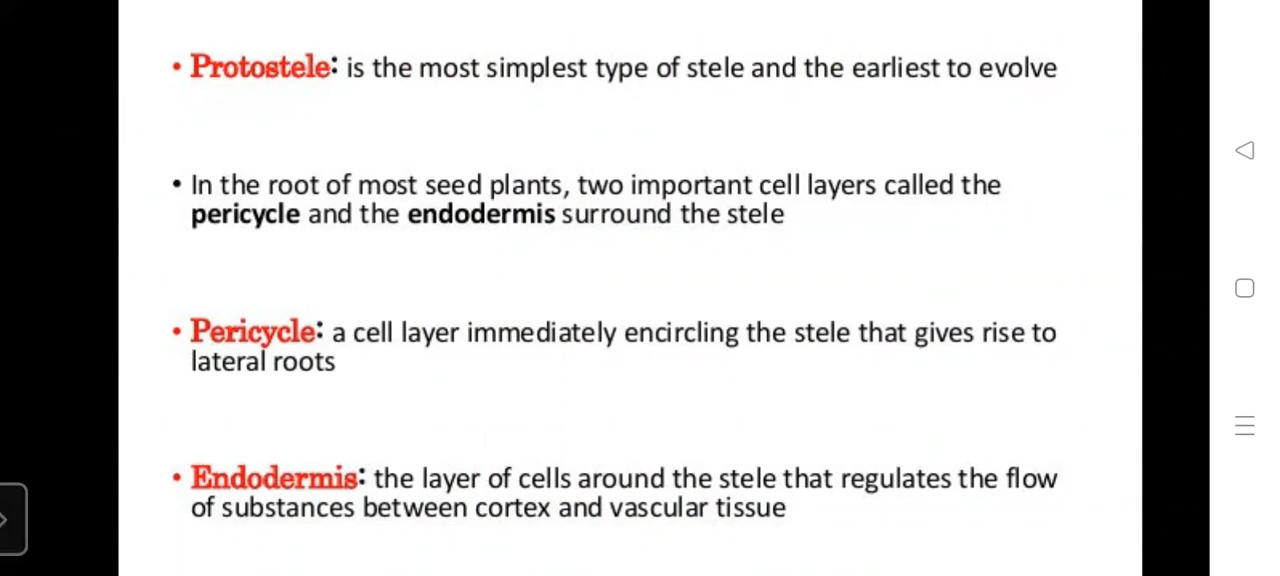 • Protostele: is the most simplest type of stele and the earliest to evolve
• In the root of most seed plants, two important cell layers called the
pericycle and the endodermis surround the stele
• Pericycle: a cell layer immediately encircling the stele that gives rise to
lateral roots
• Endodermis: the layer of cells around the stele that regulates the flow
of substances between cortex and vascular tissue